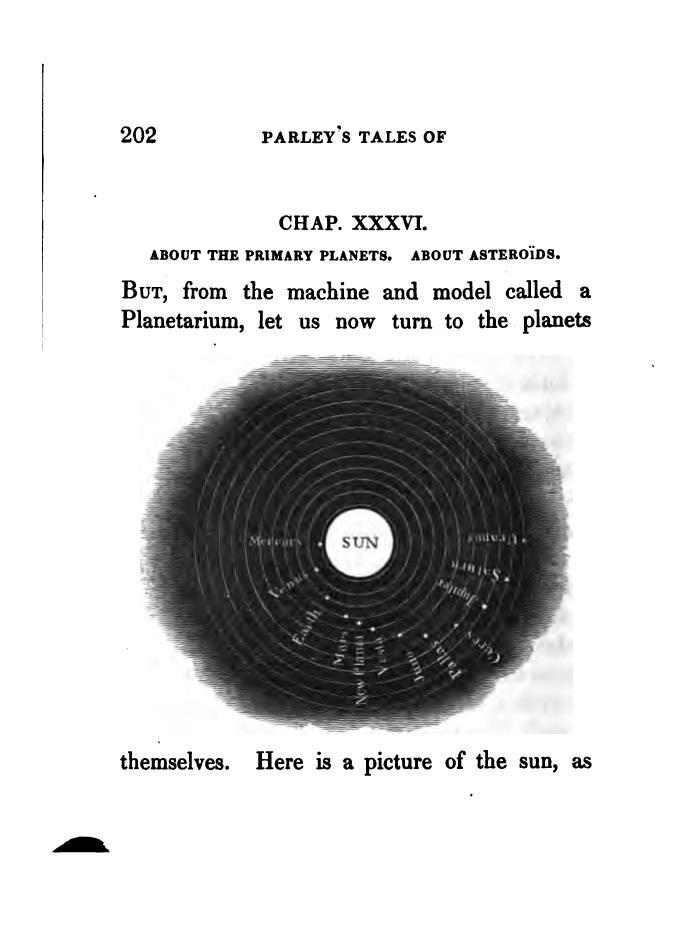 202 PARLEY'S TALES OF
CHAP. XXXVI.
ABOUT THE PRIMARY PLANETS. ABOUT ASTEROÏDS.
BUT, from the machine and model called a
Planetarium, let us now turn to the planets
SUN
Mercury
Venus
Earth
Mars
New Planet
Vesta
Juno
Pallas
Ceres
Jupiter
Saturn
Uranus
themselves. Here is a picture of the sun, as